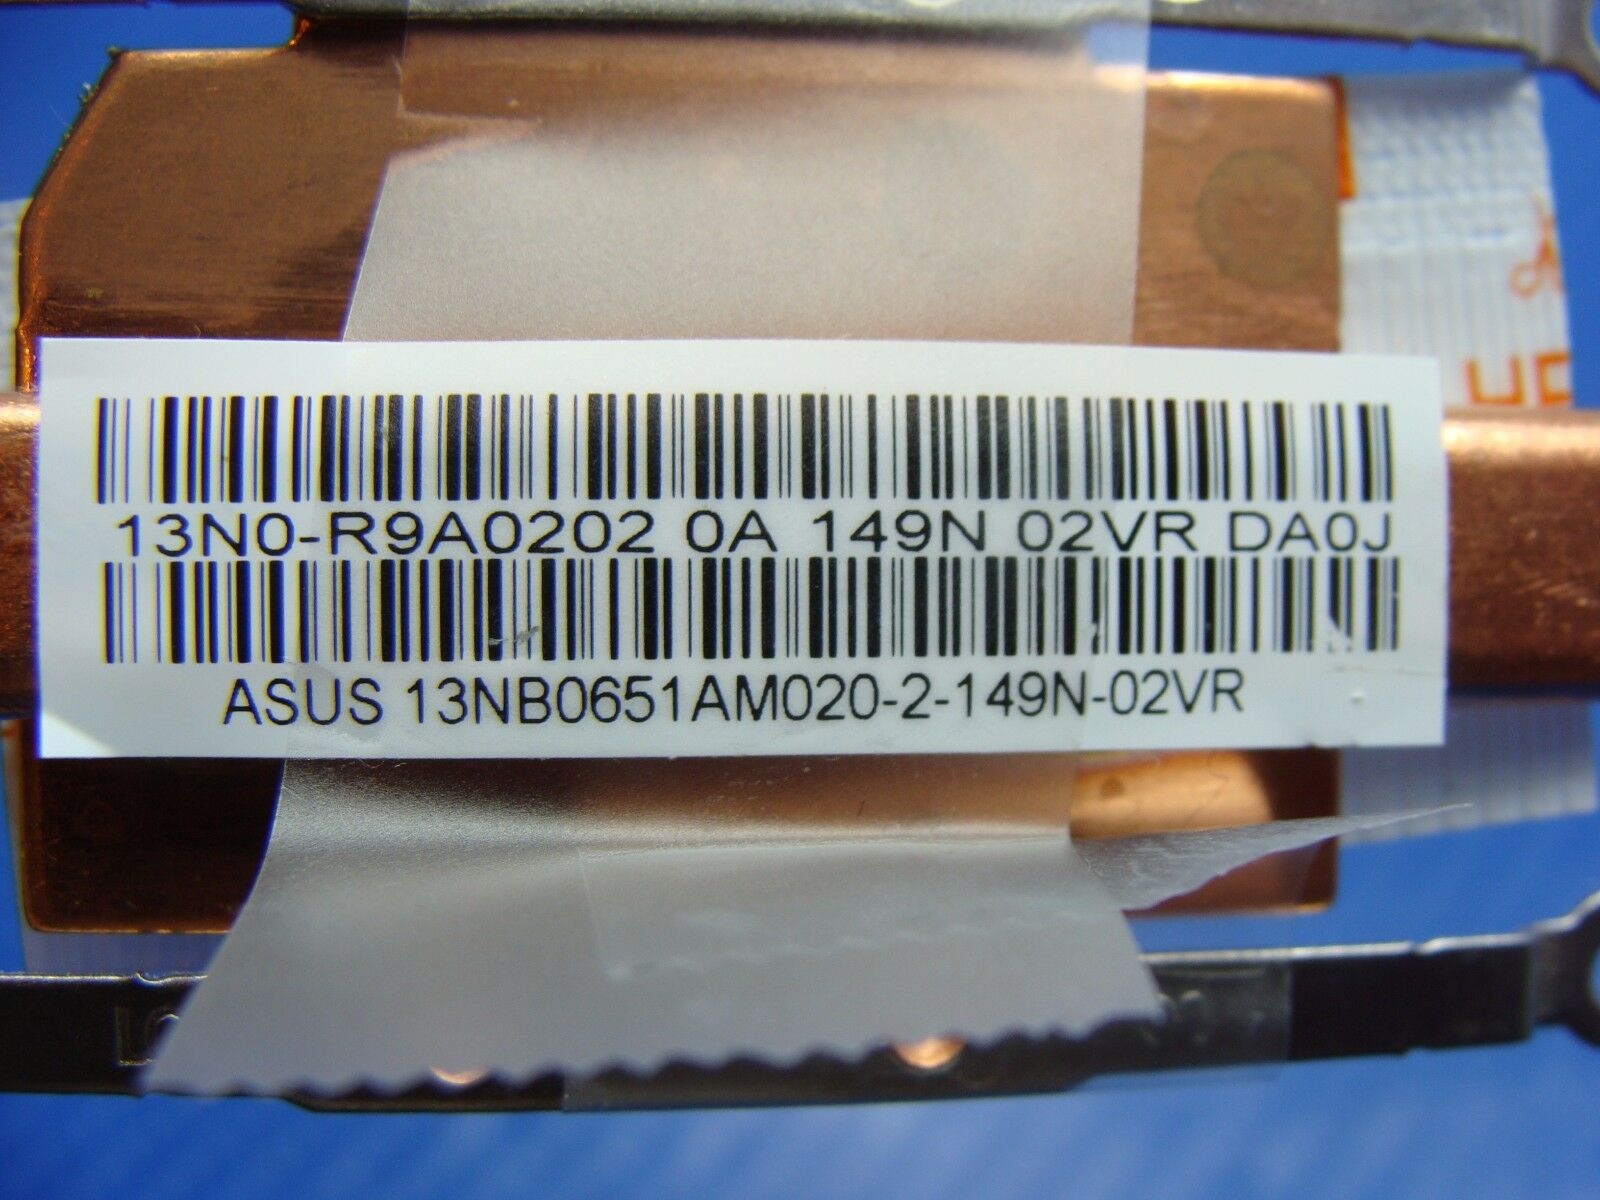 13N0-R9A0202 0A 149N 02VR DA0J
ASUS 13NB0651AM020-2-149N-02VR